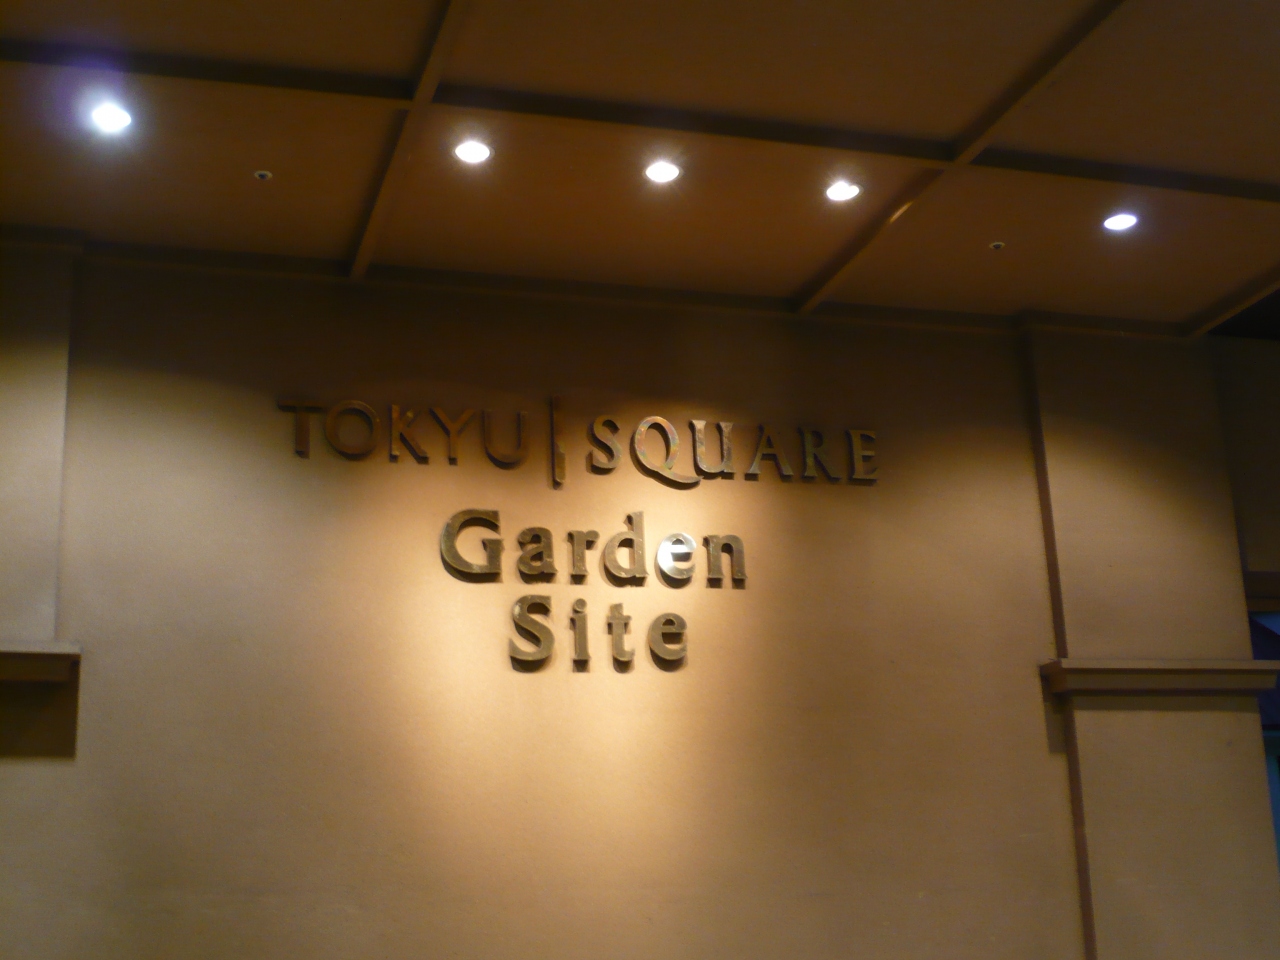 TOKYU | SQUARE
Garden
Site